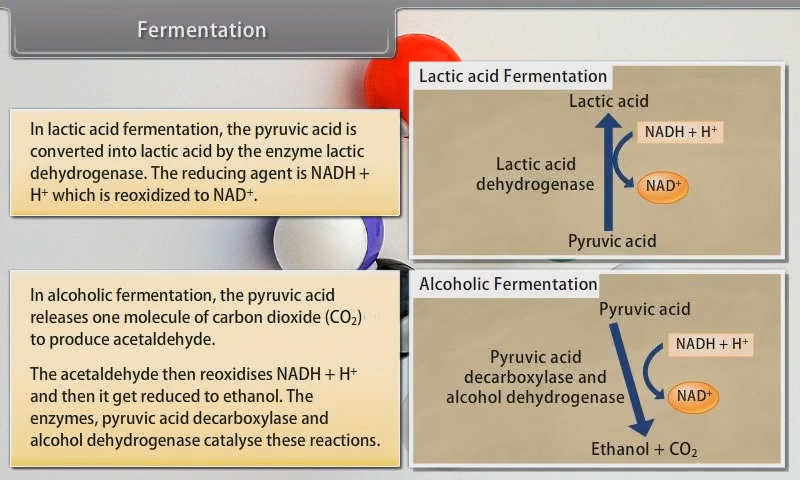 Fermentation
In lactic acid fermentation, the pyruvic acid is
converted into lactic acid by the enzyme lactic
dehydrogenase. The reducing agent is NADH +
H⁺ which is reoxidized to NAD⁺.
Lactic acid Fermentation
Lactic acid
NADH + H⁺
Lactic acid
dehydrogenase
NAD⁺
Pyruvic acid
In alcoholic fermentation, the pyruvic acid
releases one molecule of carbon dioxide (CO₂)
to produce acetaldehyde.
The acetaldehyde then reoxidises NADH + H⁺
and then it get reduced to ethanol. The
enzymes, pyruvic acid decarboxylase and
alcohol dehydrogenase catalyse these reactions.
Alcoholic Fermentation
Pyruvic acid
NADH + H⁺
Pyruvic acid
decarboxylase and
alcohol dehydrogenase
NAD⁺
Ethanol + CO₂